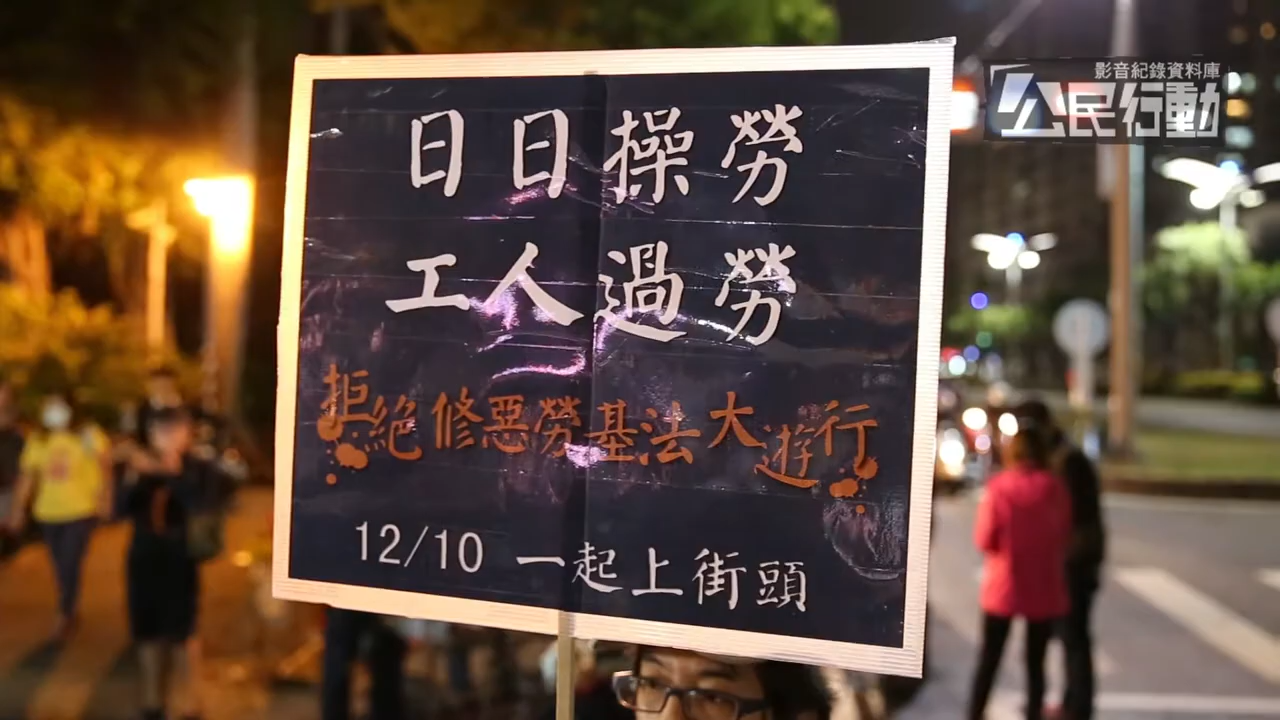 影音紀錄資料庫
公民行動
日日操勞
工人過勞
拒絕修惡勞基法大遊行
12/10 一起上街頭